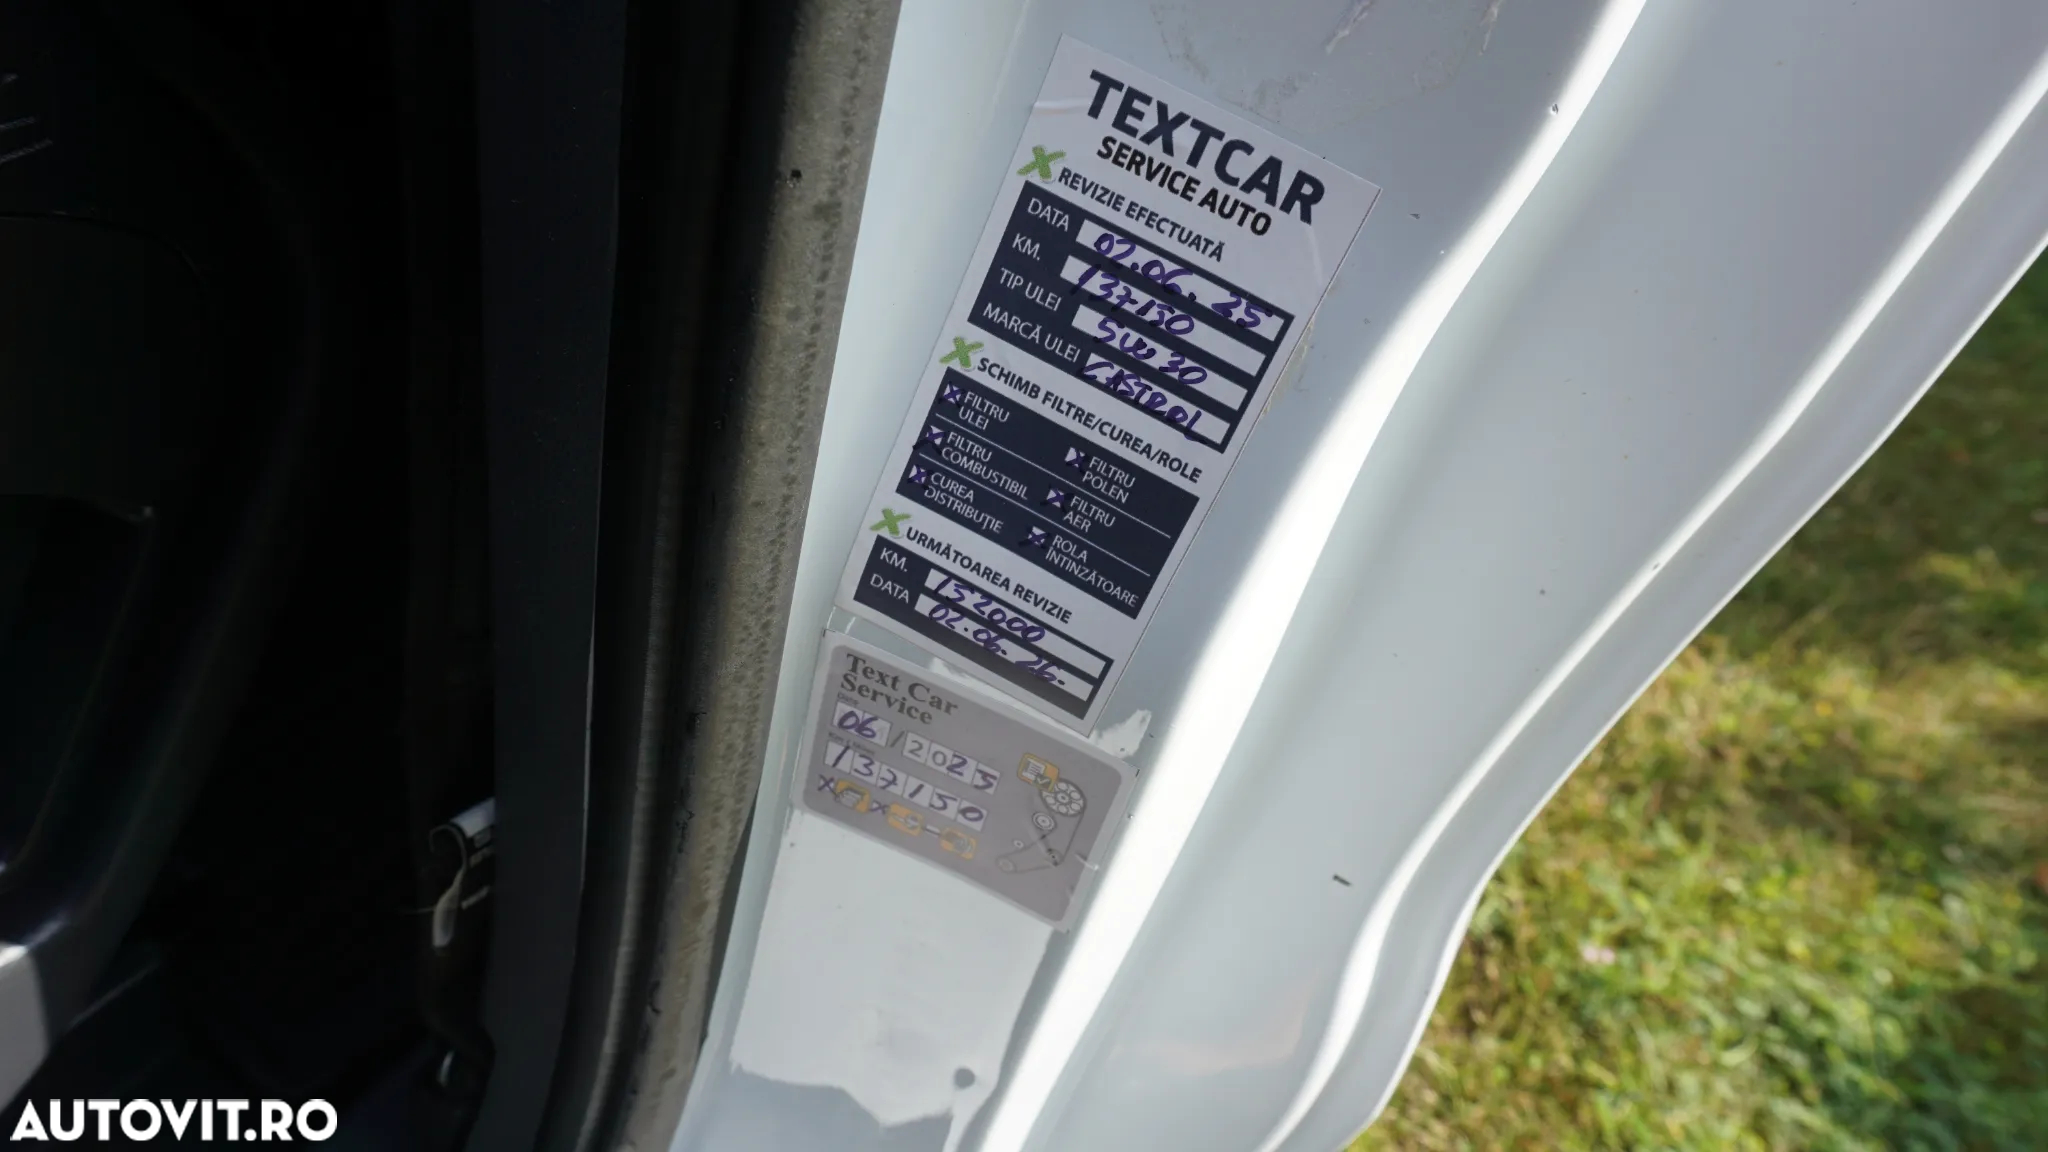 TEXTCAR
SERVICE AUTO
REVIZIE EFECTUATĂ
DATA 02.06.25
KM. 137150
TIP ULEI 5W30
MARCĂ ULEI CASTROL
SCHIMB FILTRE/CUREA/ROLE
X FILTRU ULEI X FILTRU POLEN
X FILTRU COMBUSTIBIL X FILTRU AER
X CUREA DISTRIBUȚIE X ROLA ÎNTINZĂTOARE
URMĂTOAREA REVIZIE
KM. 152000
DATA 02.06.26.
Text Car
Service
06/2025
137150
AUTOVIT.RO